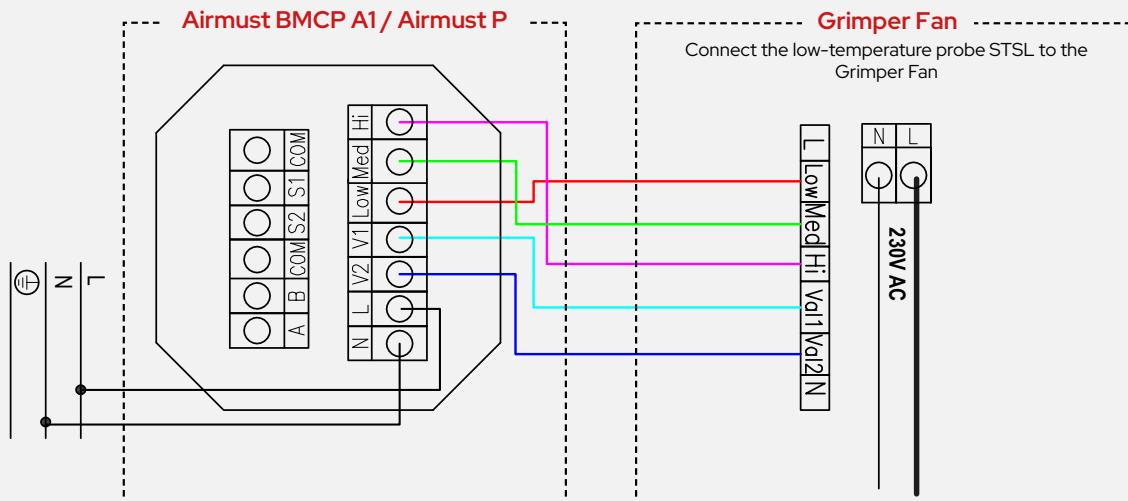 Airmust BMCP A1 / Airmust P
Grimper Fan
Connect the low-temperature probe STSL to the
Grimper Fan
COM
S1
S2
COM
B
A
Hi
Med
Low
V1
V2
L
N
N
L
L
Low
Med
Hi
Val1
Val2
N
N
L
230V AC